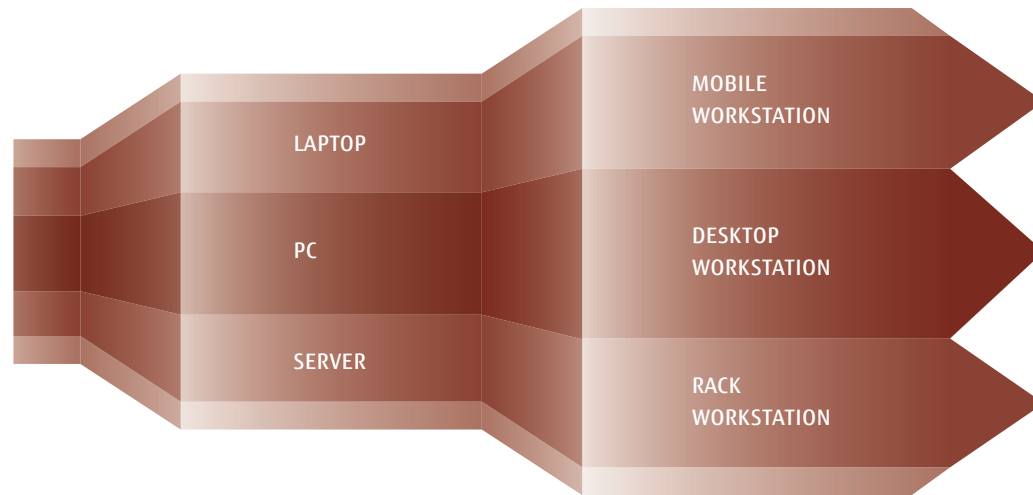 LAPTOP
PC
SERVER
MOBILE
WORKSTATION
DESKTOP
WORKSTATION
RACK
WORKSTATION